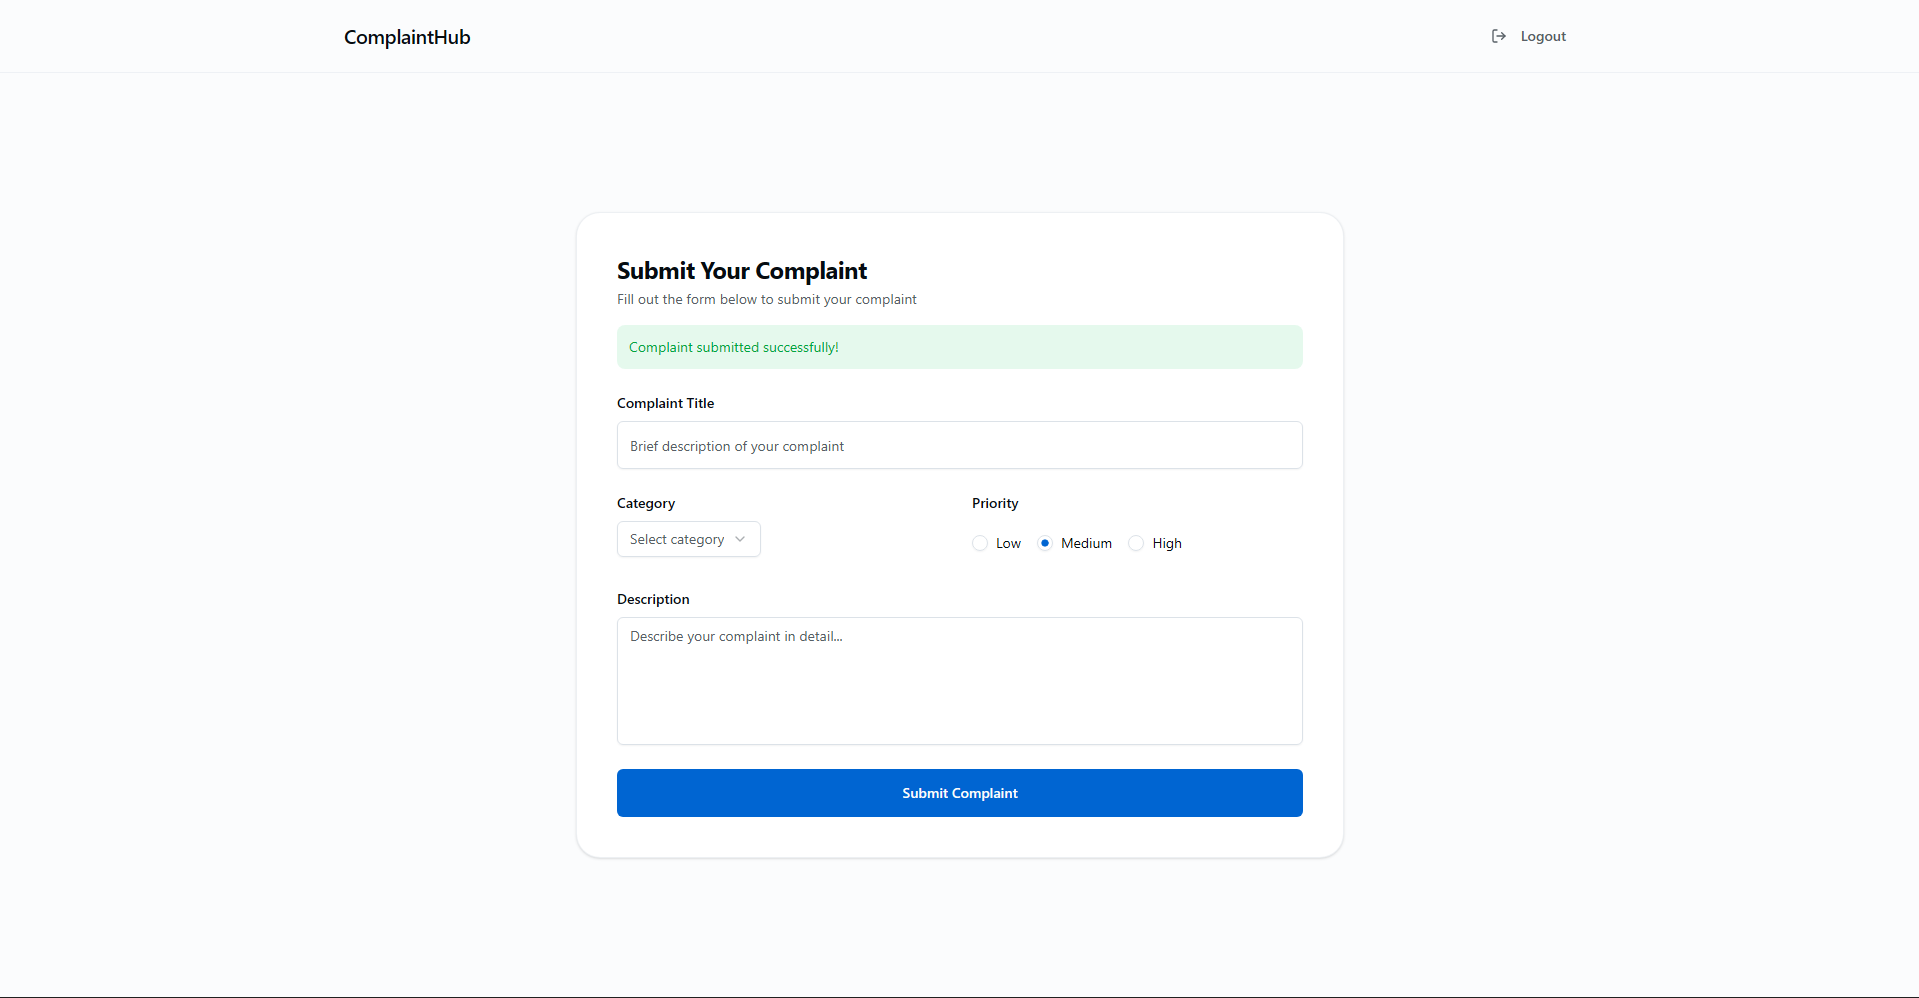 ComplaintHub
Logout
Submit Your Complaint
Fill out the form below to submit your complaint
Complaint submitted successfully!
Complaint Title
Brief description of your complaint
Category
Priority
Select category
Low
Medium
High
Description
Describe your complaint in detail...
Submit Complaint